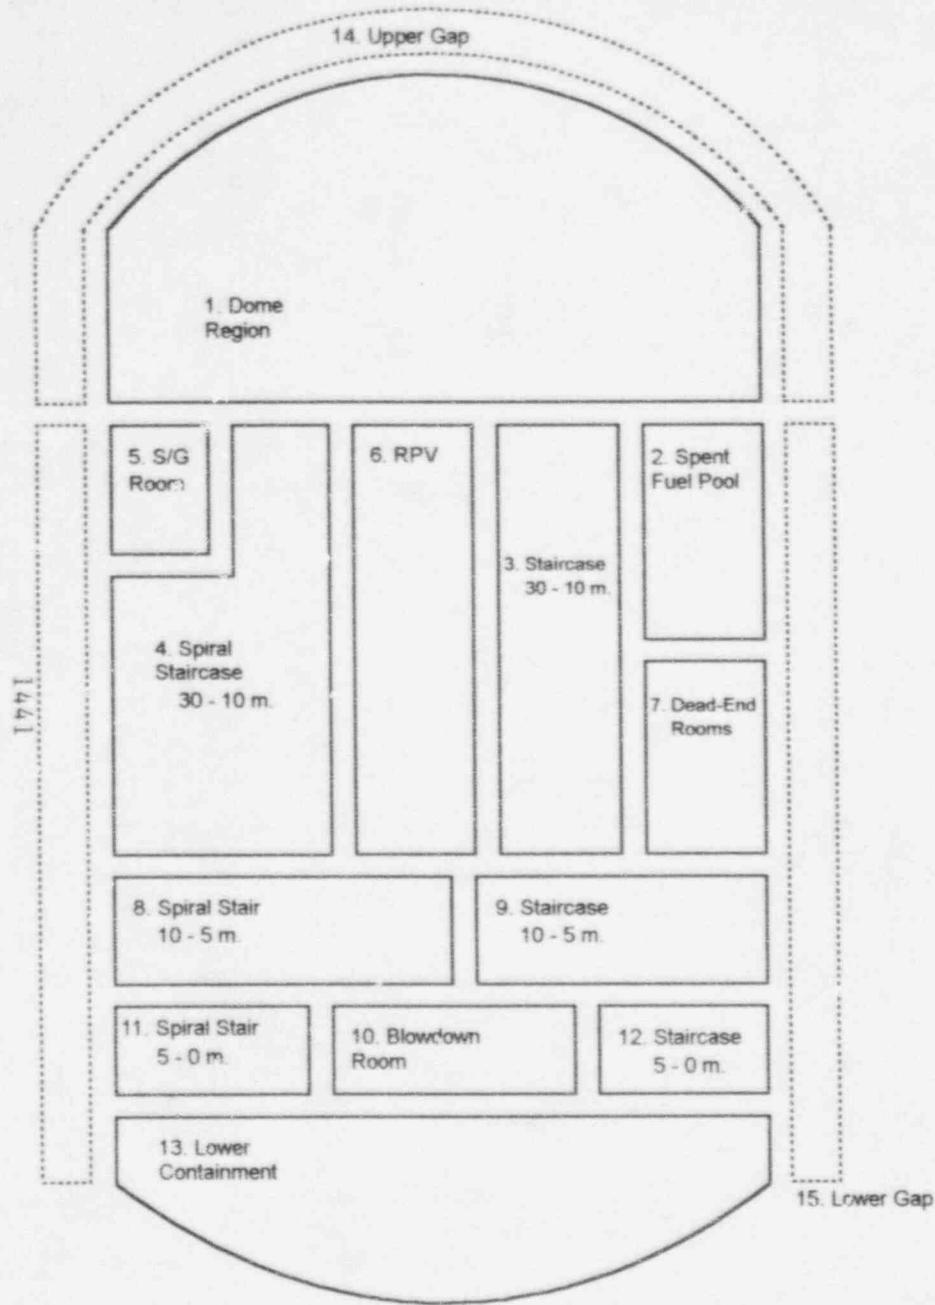 14. Upper Gap
1. Dome
Region
5. S/G
Room
6. RPV
2. Spent
Fuel Pool
3. Staircase
30 - 10 m.
4. Spiral
Staircase
30 - 10 m.
7. Dead-End
Rooms
1441
8. Spiral Stair
10 - 5 m.
9. Staircase
10 - 5 m.
11. Spiral Stair
5 - 0 m.
10. Blowdown
Room
12. Staircase
5 - 0 m.
13. Lower
Containment
15. Lower Gap